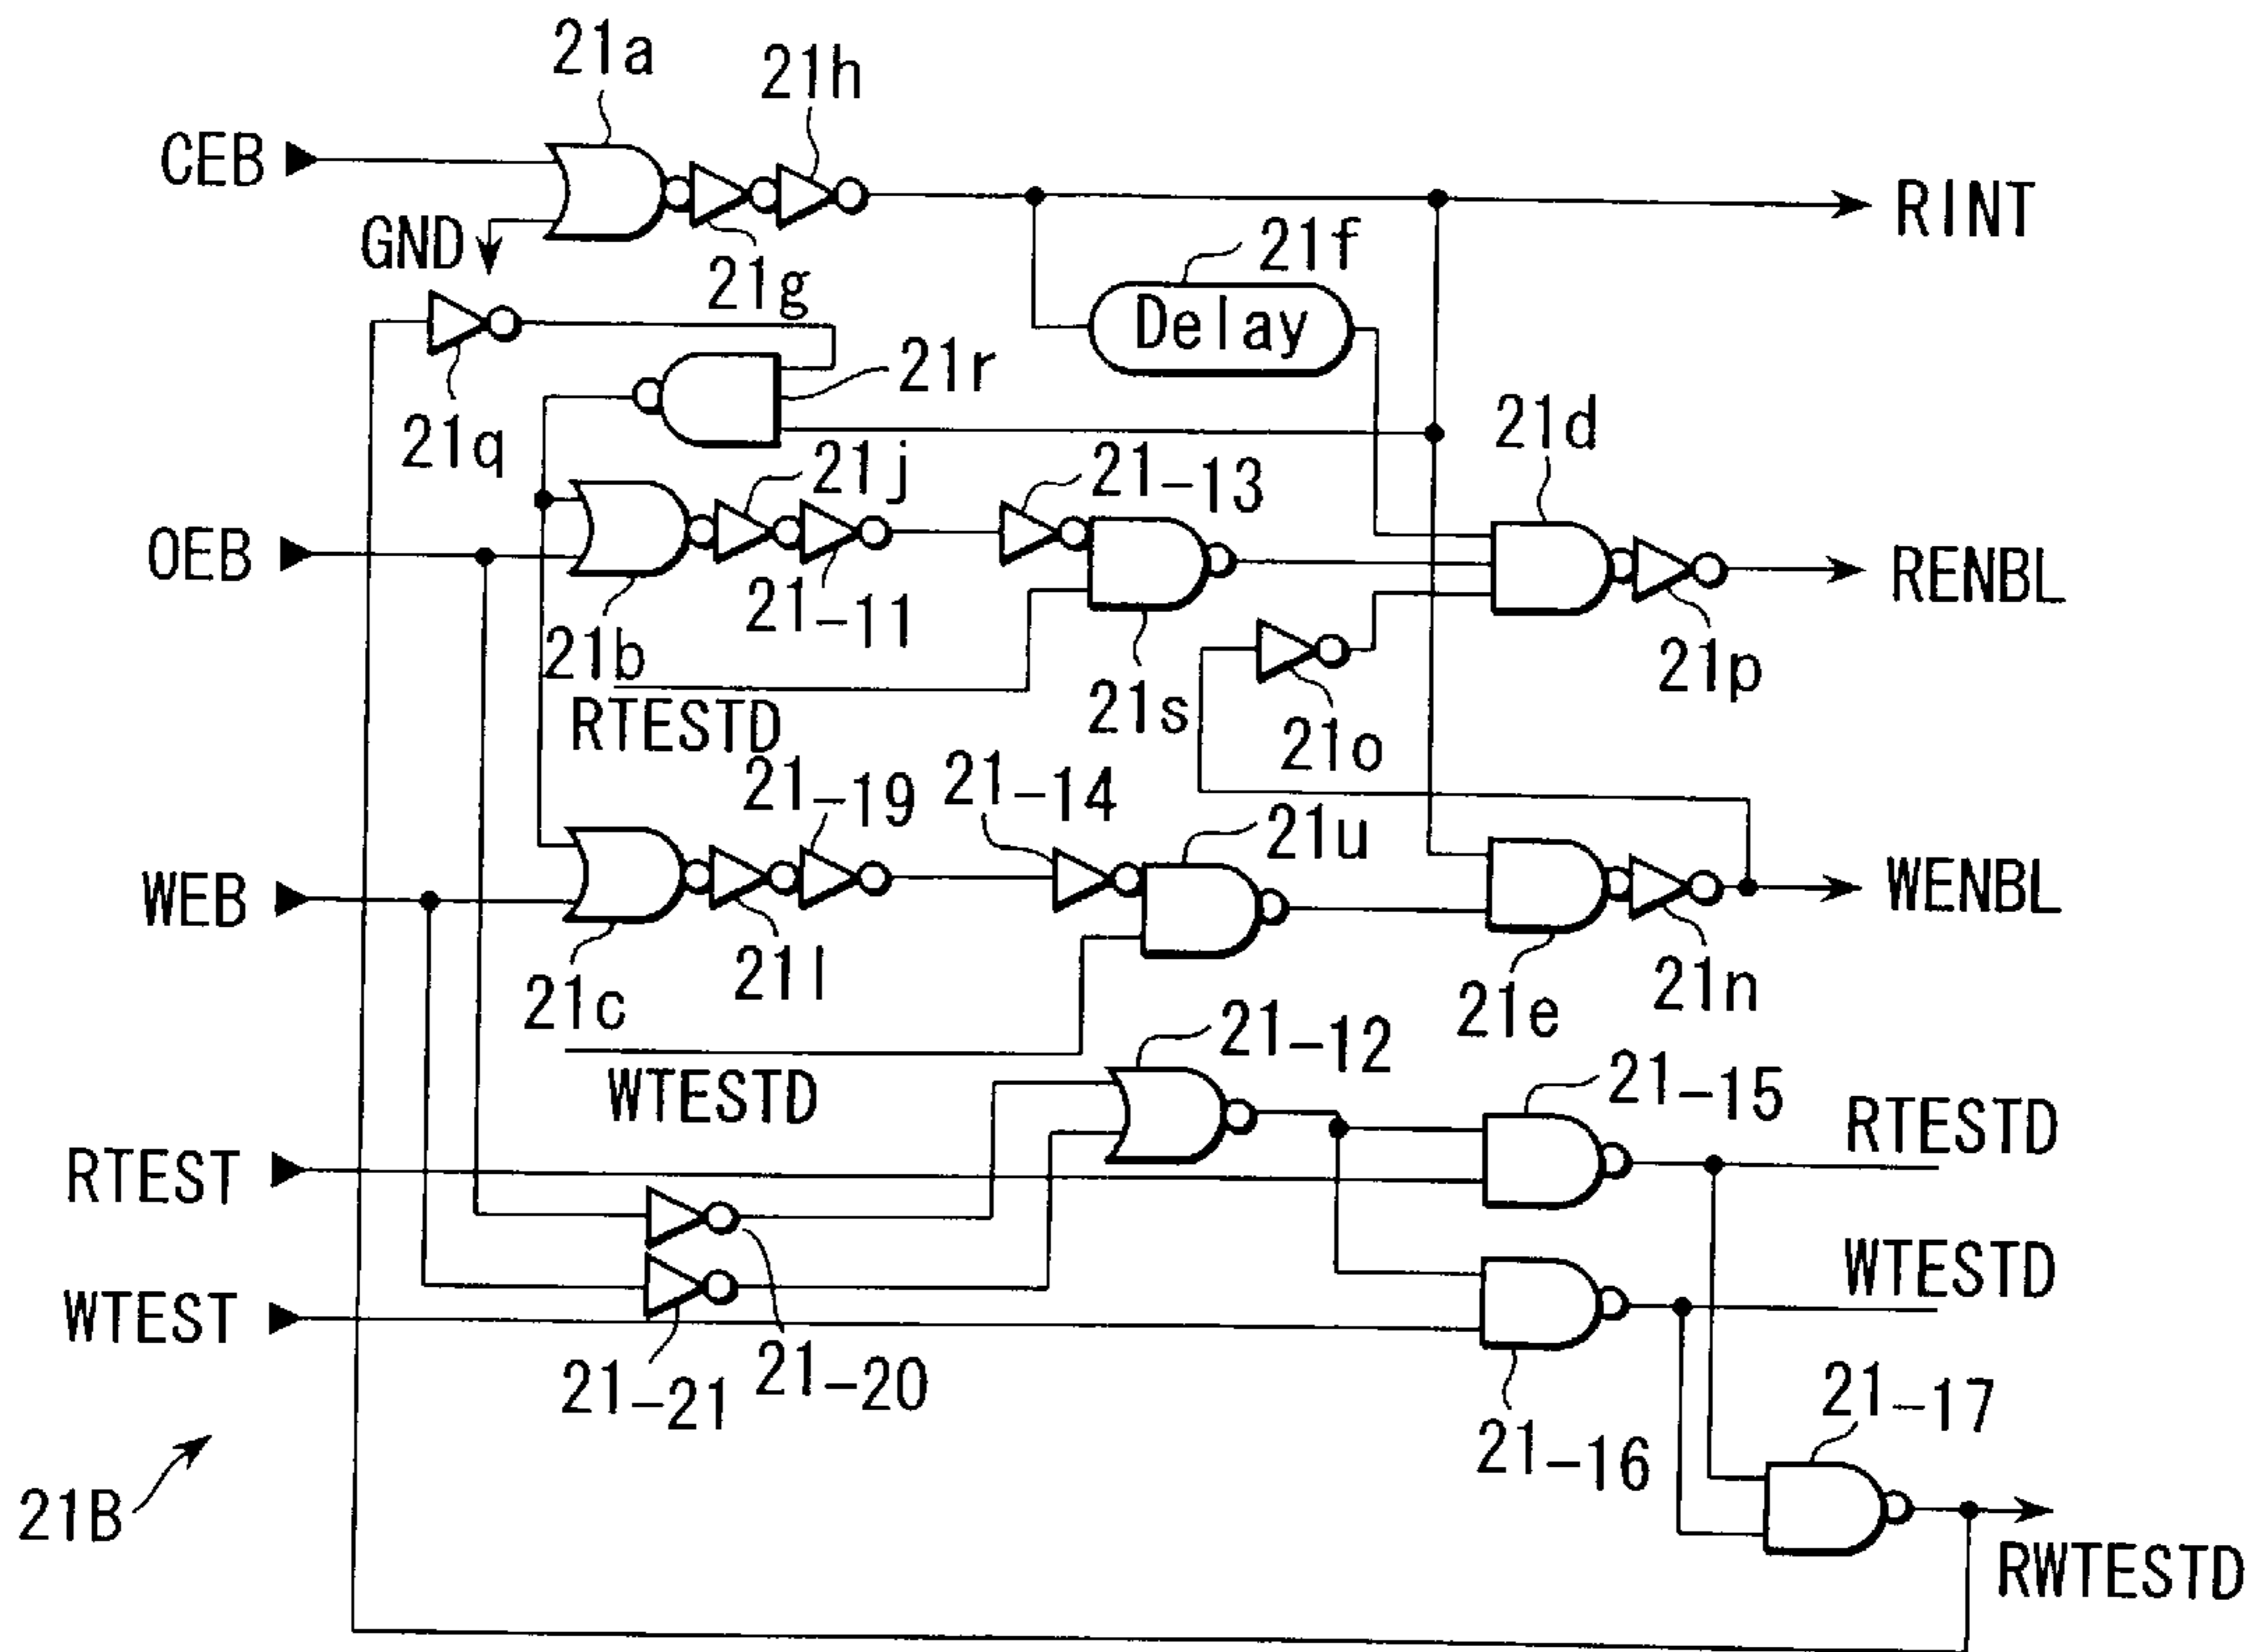 21a
21h
CEB
RINT
GND
21g
21f
Delay
21r
21q
21d
21j
21-13
OEB
RENBL
21-11
21b
21p
21s
21o
RTESTD
21-19
21-14
21u
WEB
WENBL
21l
21c
21e
21n
21-12
WTESTD
21-15
RTESTD
RTEST
WTESTD
WTEST
21-20
21-21
21-17
21-16
21B
RWTESTD